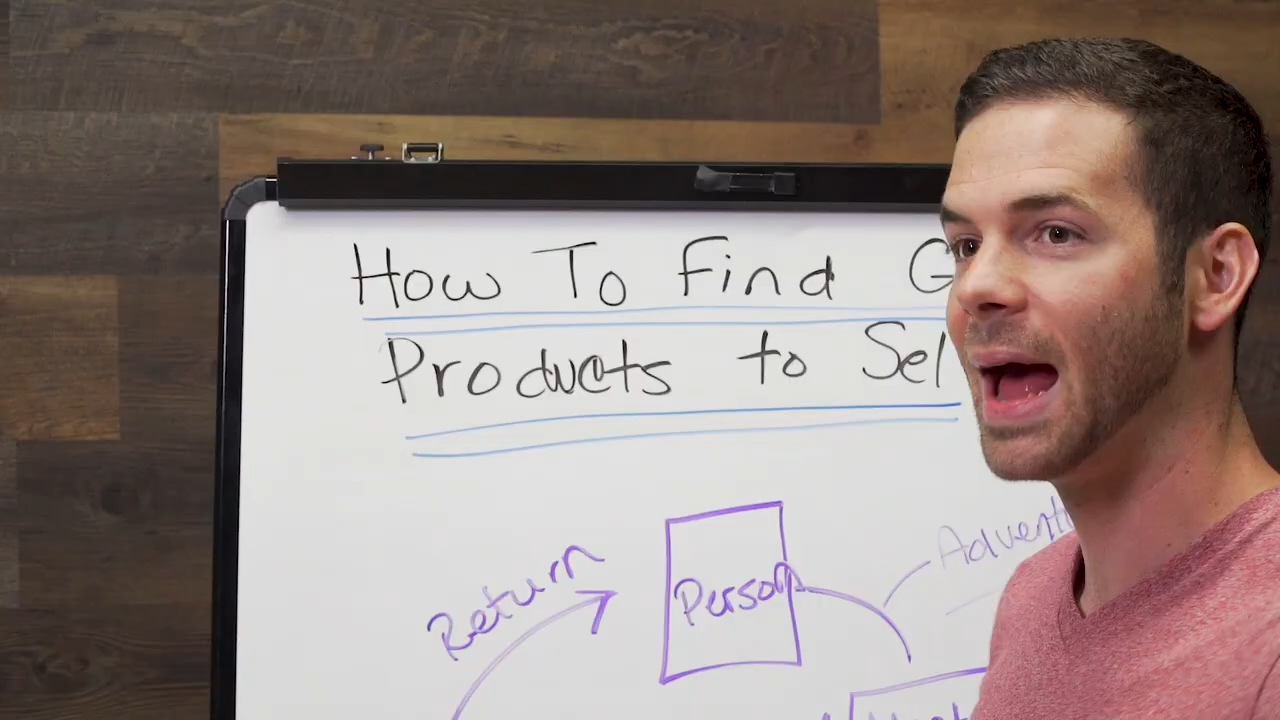 How To Find G
Products to Sel
Return
Person
Advent